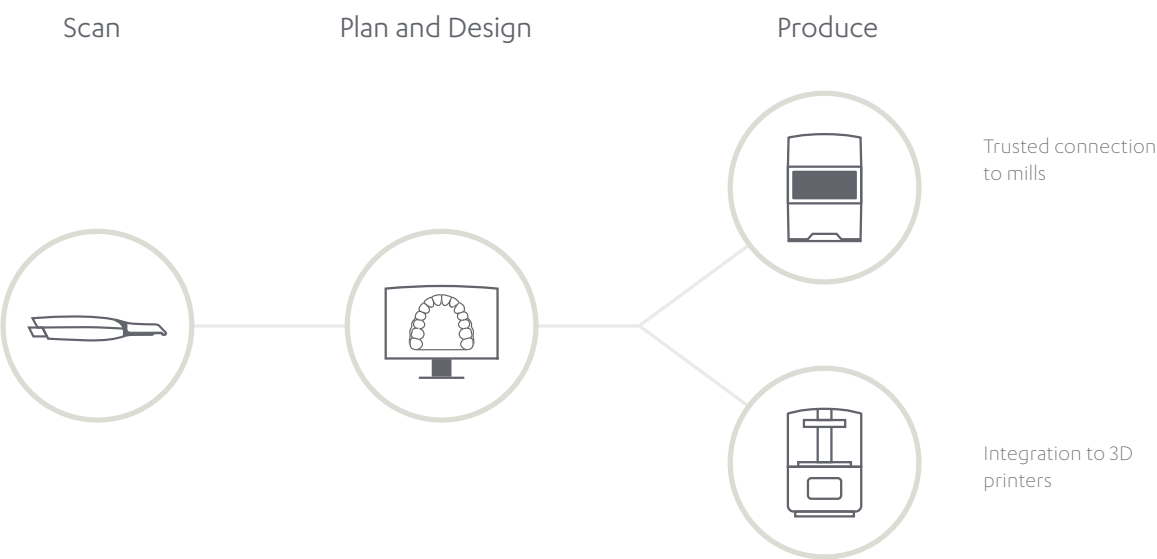 Scan
Plan and Design
Produce
Trusted connection
to mills
Integration to 3D
printers